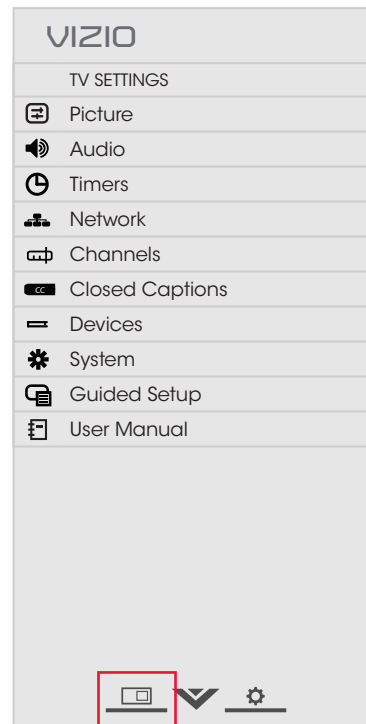 VIZIO
TV SETTINGS
Picture
Audio
Timers
Network
Channels
CC Closed Captions
Devices
System
Guided Setup
User Manual